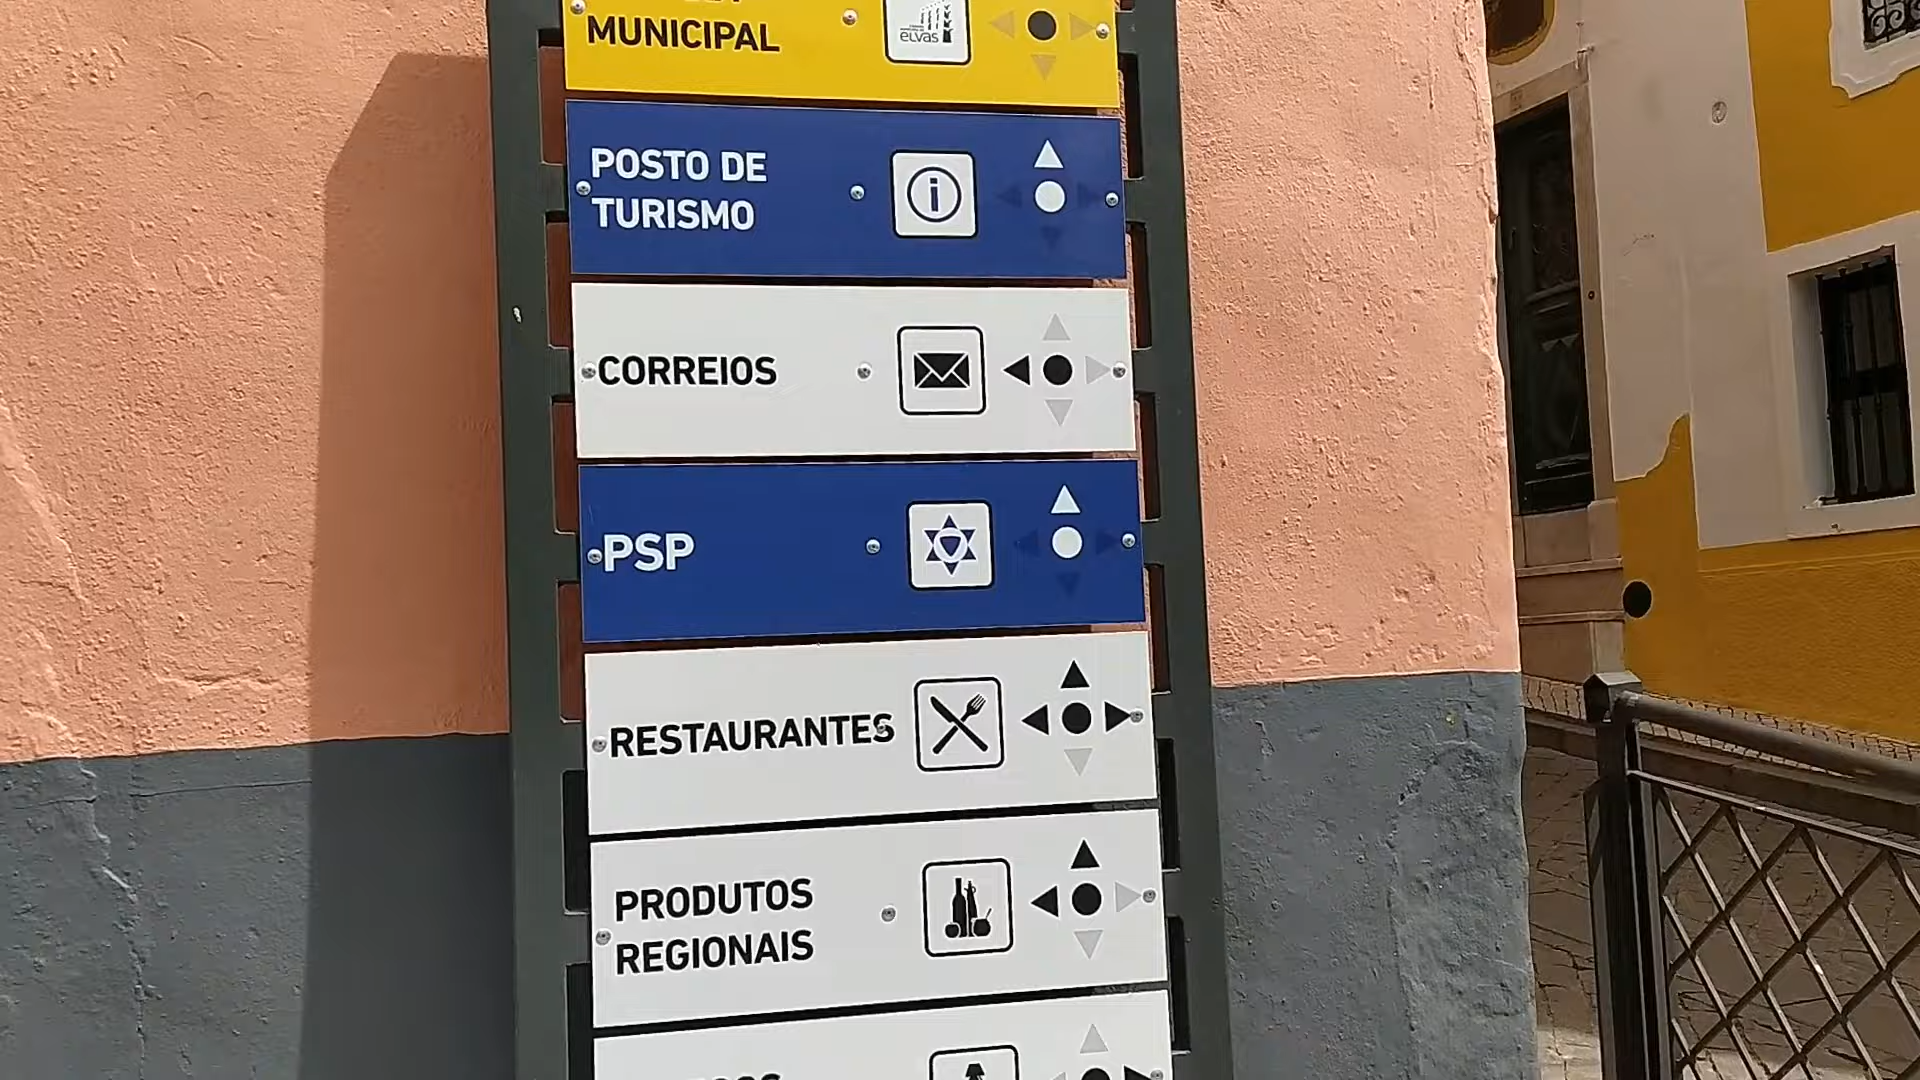 MUNICIPAL
elvas
POSTO DE
TURISMO
i
CORREIOS
PSP
RESTAURANTES
PRODUTOS
REGIONAIS